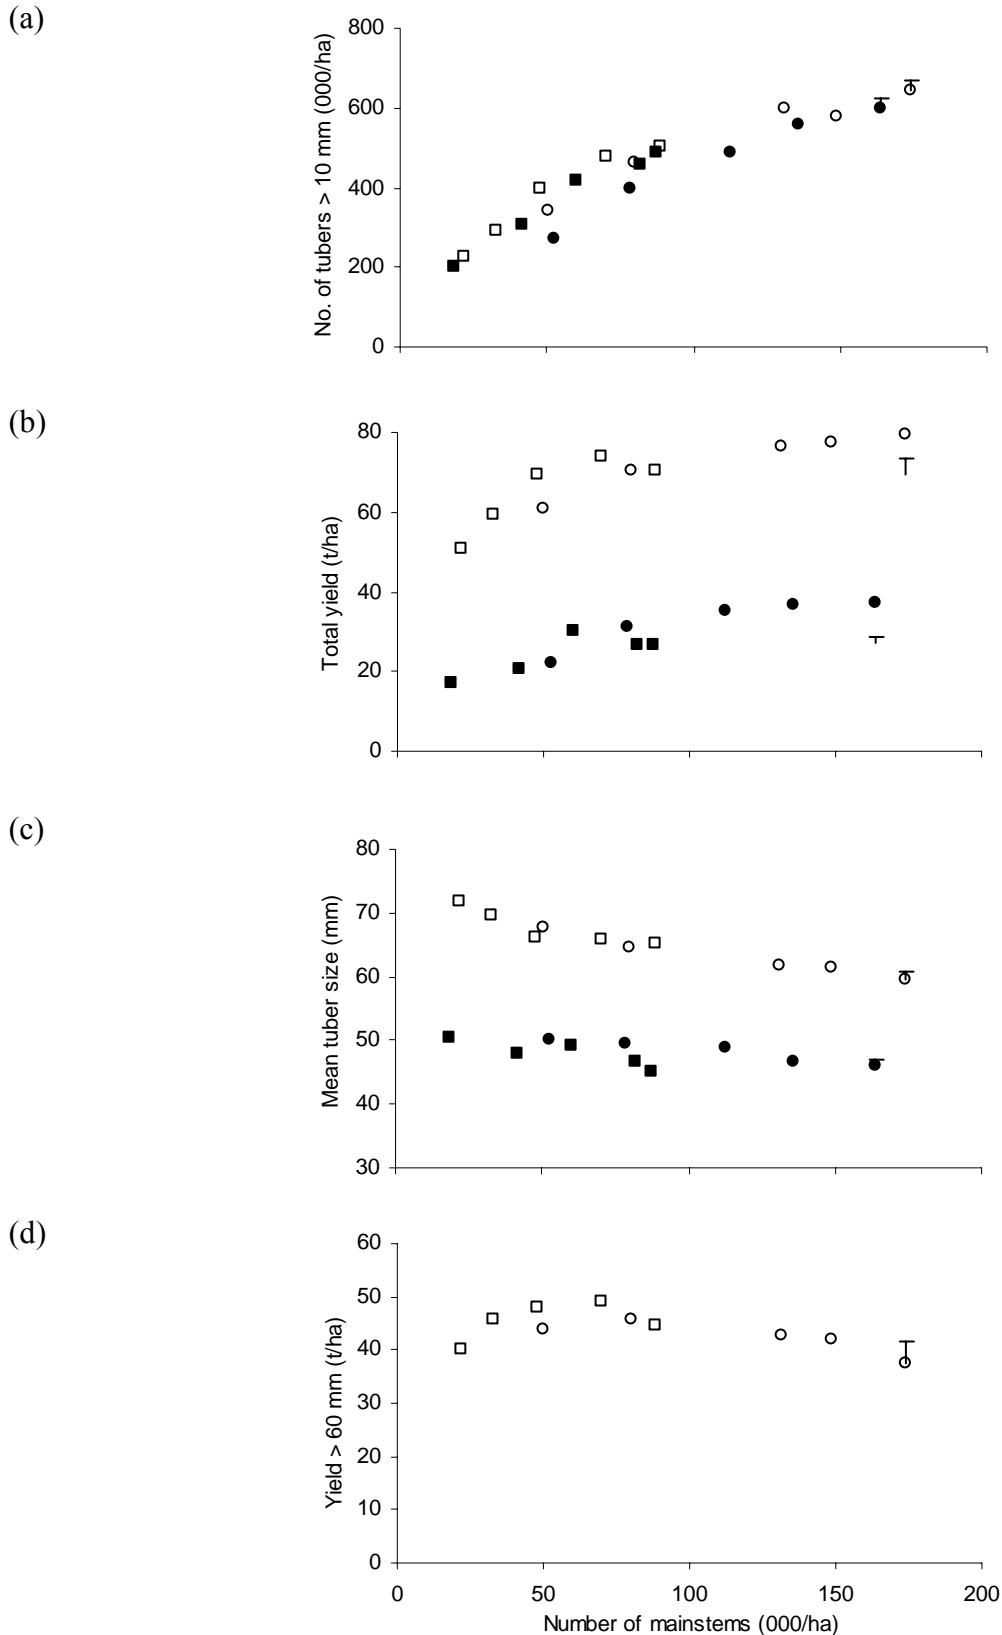 (a)
No. of tubers > 10 mm (000/ha)
800
600
400
200
0
(b)
Total yield (t/ha)
80
60
40
20
0
(c)
Mean tuber size (mm)
80
70
60
50
40
30
(d)
Yield > 60 mm (t/ha)
60
50
40
30
20
10
0
0 50 100 150 200
Number of mainstems (000/ha)